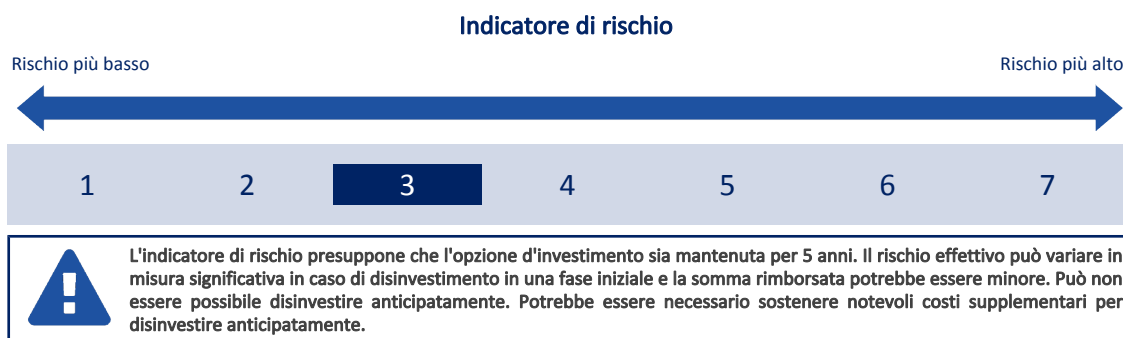 Indicatore di rischio
Rischio più basso
Rischio più alto
1 2 3 4 5 6 7
L'indicatore di rischio presuppone che l'opzione d'investimento sia mantenuta per 5 anni. Il rischio effettivo può variare in
misura significativa in caso di disinvestimento in una fase iniziale e la somma rimborsata potrebbe essere minore. Può non
essere possibile disinvestire anticipatamente. Potrebbe essere necessario sostenere notevoli costi supplementari per
disinvestire anticipatamente.